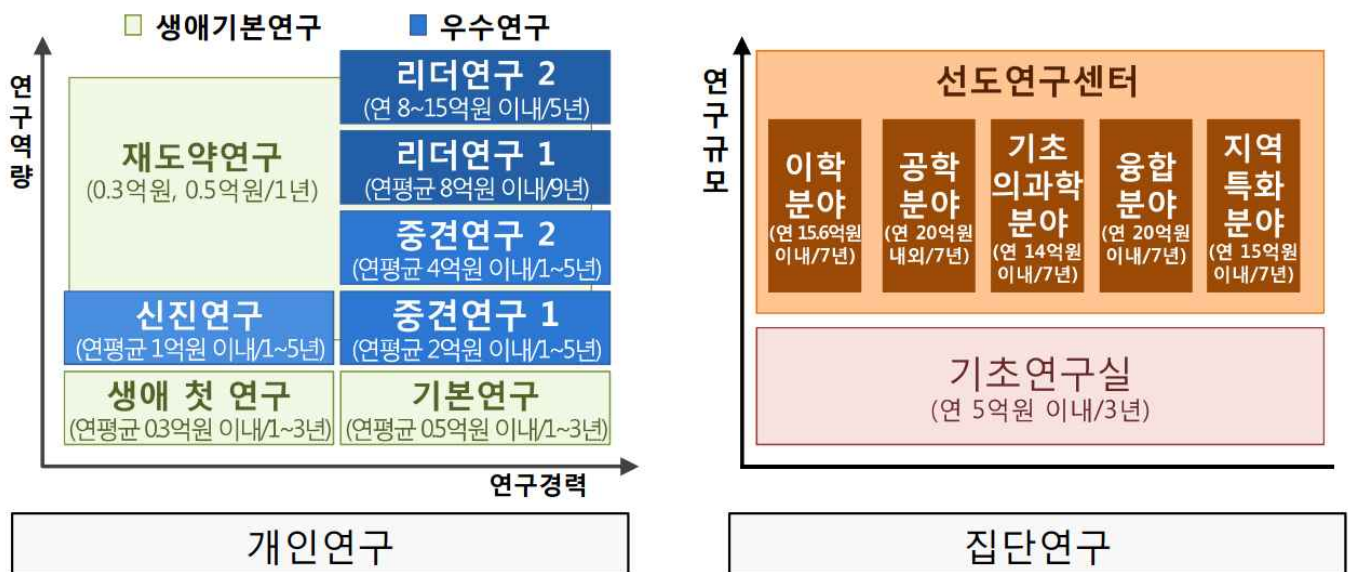 생애기본연구
우수연구
연구역량
리더연구 2
(연 8~15억원 이내/5년)
재도약연구
(0.3억원, 0.5억원/1년)
리더연구 1
(연평균 8억원 이내/9년)
중견연구 2
(연평균 4억원 이내/1~5년)
신진연구
(연평균 1억원 이내/1~5년)
중견연구 1
(연평균 2억원 이내/1~5년)
생애 첫 연구
(연평균 0.3억원 이내/1~3년)
기본연구
(연평균 0.5억원 이내/1~3년)
연구경력
개인연구
연구규모
선도연구센터
이학
분야
(연 15.6억원
이내/7년)
공학
분야
(연 20억원
내외/7년)
기초
의과학
분야
(연 14억원
이내/7년)
융합
분야
(연 20억원
이내/7년)
지역
특화
분야
(연 15억원
이내/7년)
기초연구실
(연 5억원 이내/3년)
집단연구